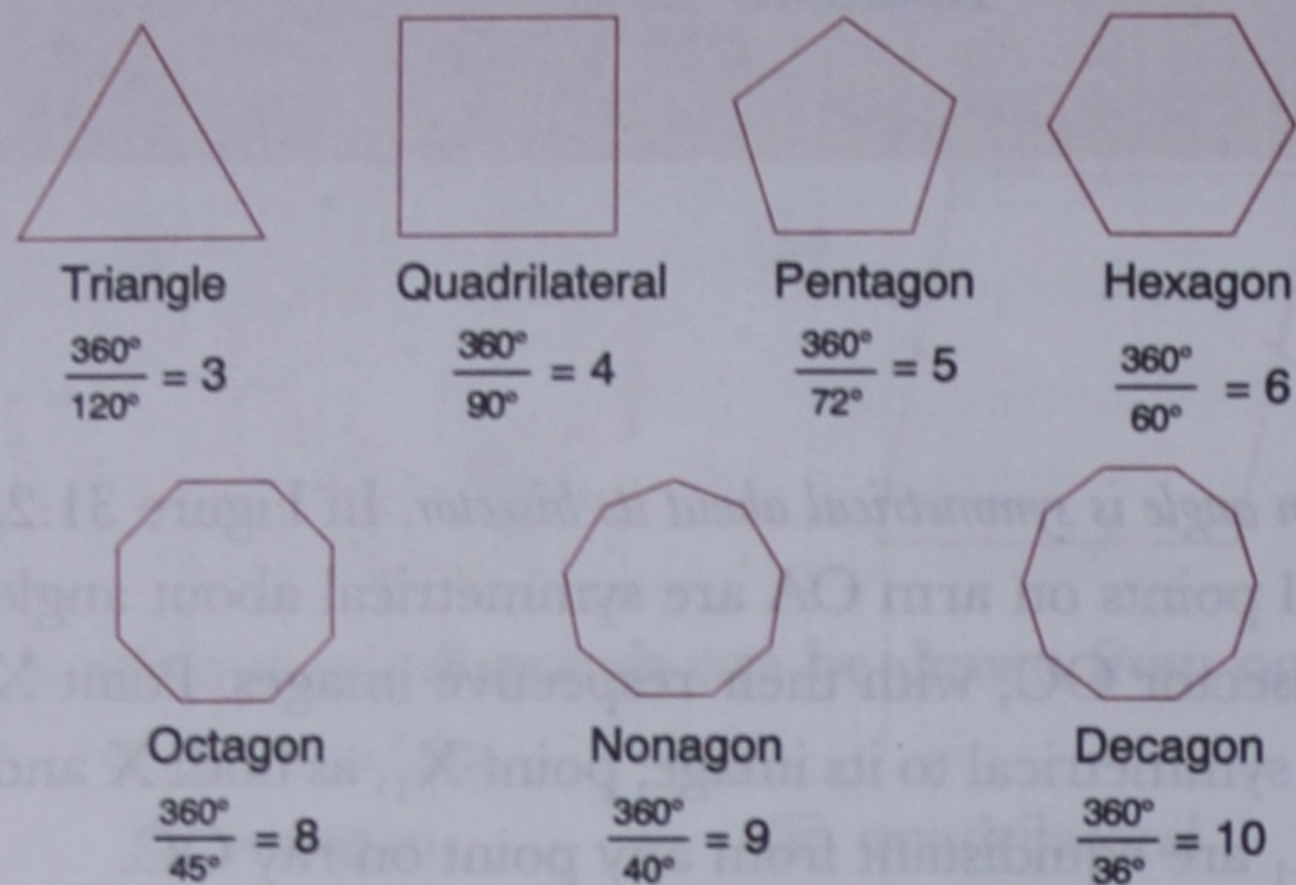 Triangle Quadrilateral Pentagon Hexagon
360°/120° = 3 360°/90° = 4 360°/72° = 5 360°/60° = 6
Octagon Nonagon Decagon
360°/45° = 8 360°/40° = 9 360°/36° = 10